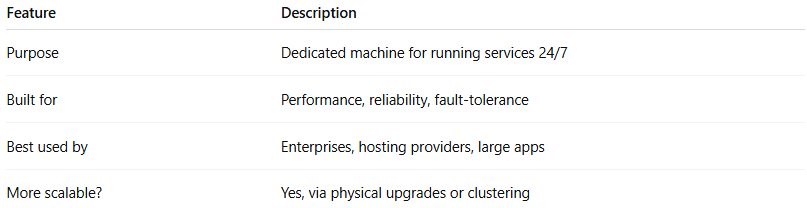 Feature Description
Purpose Dedicated machine for running services 24/7
Built for Performance, reliability, fault-tolerance
Best used by Enterprises, hosting providers, large apps
More scalable? Yes, via physical upgrades or clustering